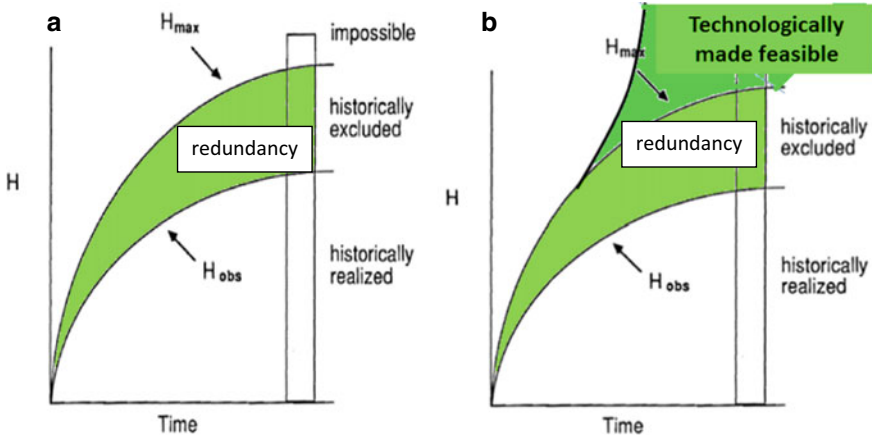 a
Hmax
impossible
historically
excluded
redundancy
H
Hobs
historically
realized
Time
b
Technologically
made feasible
Hmax
historically
excluded
redundancy
H
Hobs
historically
realized
Time